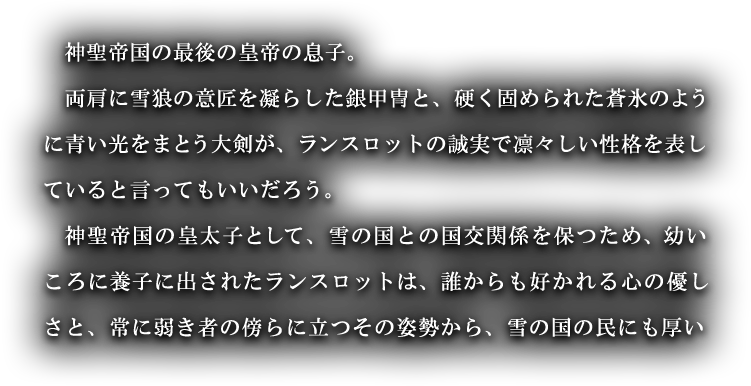 神聖帝国の最後の皇帝の息子。
両肩に雪狼の意匠を凝らした銀甲冑と、硬く固められた蒼氷のよう
に青い光をまとう大剣が、ランスロットの誠実で凛々しい性格を表し
ていると言ってもいいだろう。
神聖帝国の皇太子として、雪の国との国交関係を保つため、幼い
ころに養子に出されたランスロットは、誰からも好かれる心の優し
さと、常に弱き者の傍らに立つその姿勢から、雪の国の民にも厚い